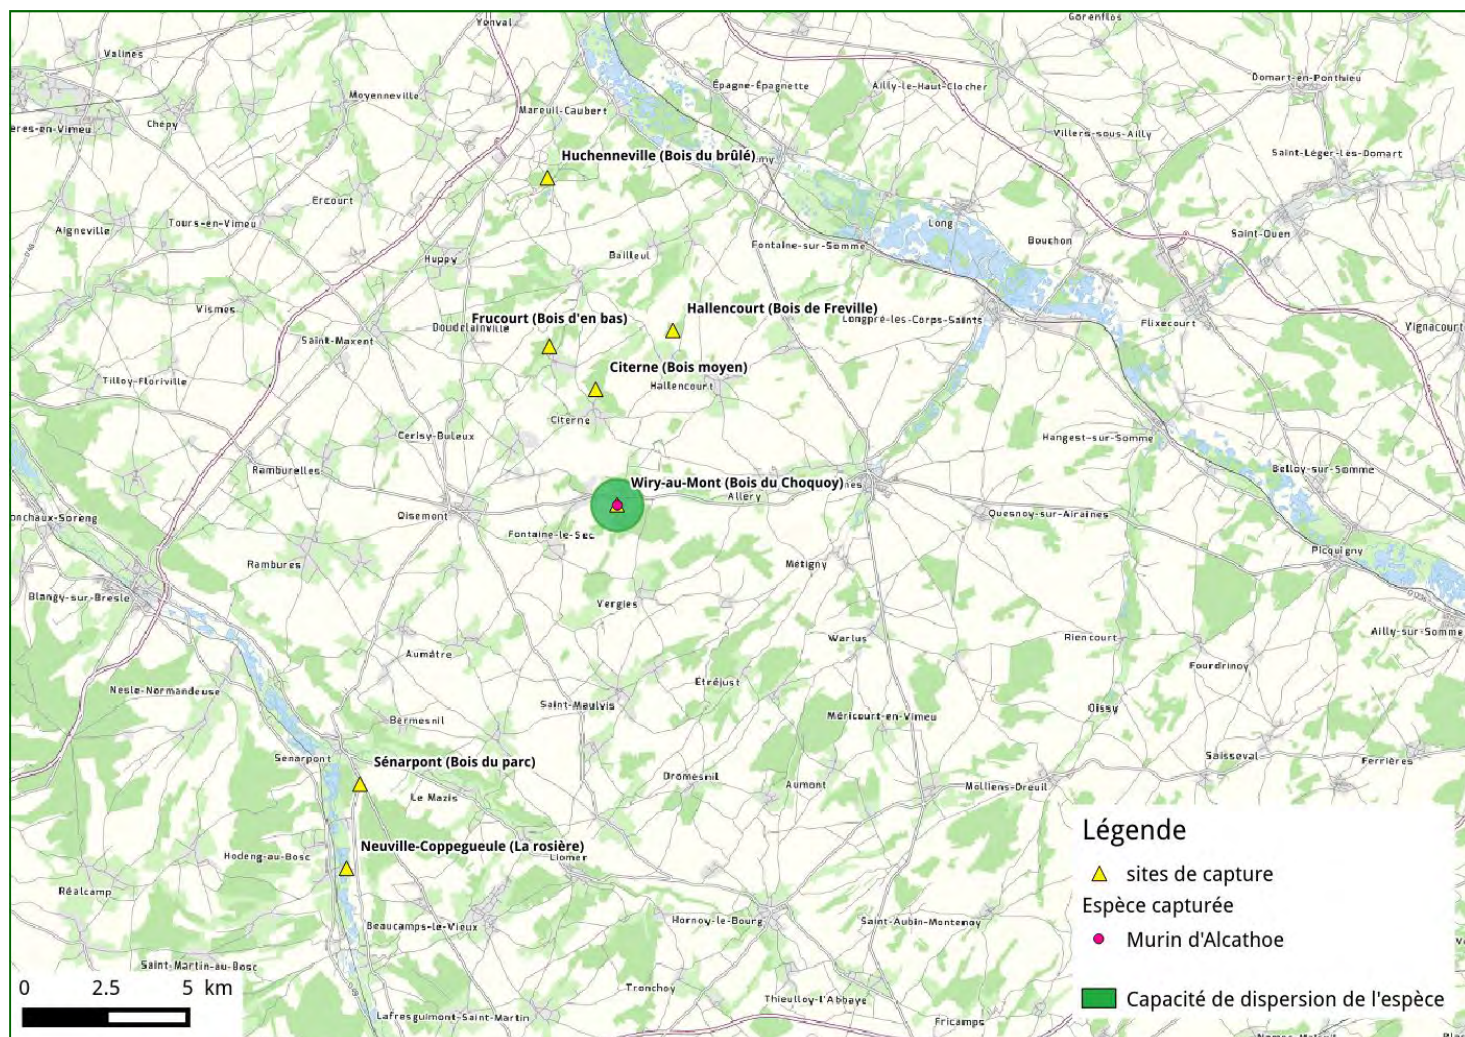 Yonval
Gorenflos
Valines
Épagne-Épagnette
Ailly-le-Haut-Clocher
Domart-en-Ponthieu
Moyenneville
Mareuil-Caubert
Chépy
ères-en-Vimeu
Villers-sous-Ailly
Huchenneville (Bois du brûlé)
Saint-Léger-lès-Domart
Ercourt
Tours-en-Vimeu
Aigneville
Long
Bouchon
Saint-Ouen
Fontaine-sur-Somme
Bailleul
Huppy
Vismes
Hallencourt (Bois de Freville)
Frucourt (Bois d'en bas)
Longpré-les-Corps-Saints
Flixecourt
Vignacourt
Doudelainville
Saint-Maxent
Citerne (Bois moyen)
Tilloy-Floriville
Hallencourt
Citerne
Cerisy-Buleux
Hangest-sur-Somme
Ramburelles
Belloy-sur-Somme
Wiry-au-Mont (Bois du Choquoy)
nes
Allery
Oisemont
Quesnoy-sur-Airaines
onchaux-Soreng
Fontaine-le-Sec
Picquigny
Rambures
Métigny
Blangy-sur-Bresle
Vergies
Ailly-sur-Somme
Warlus
Riencourt
Aumâtre
Fourdrinoy
Nesle-Normandeuse
Étréjust
Saint-Maulvis
Oissy
Bermesnil
Méricourt-en-Vimeu
Saisseval
Ferrières
Sénarpont
Sénarpont (Bois du parc)
Dromesnil
Aumont
Molliens-Dreuil
Le Mazis
Légende
Neuville-Coppegueule (La rosière)
Hodeng-au-Bosc
Liomer
sites de capture
Réalcamp
Espèce capturée
Beaucamps-le-Vieux
Hornoy-le-Bourg
Saint-Aubin-Montenoy
Murin d'Alcathoe
Saint-Martin-au-Bosc
0 2.5 5 km
Tronchoy
Thieulloy-l'Abbaye
Capacité de dispersion de l'espèce
Lafresguimont-Saint-Martin
Fricamps